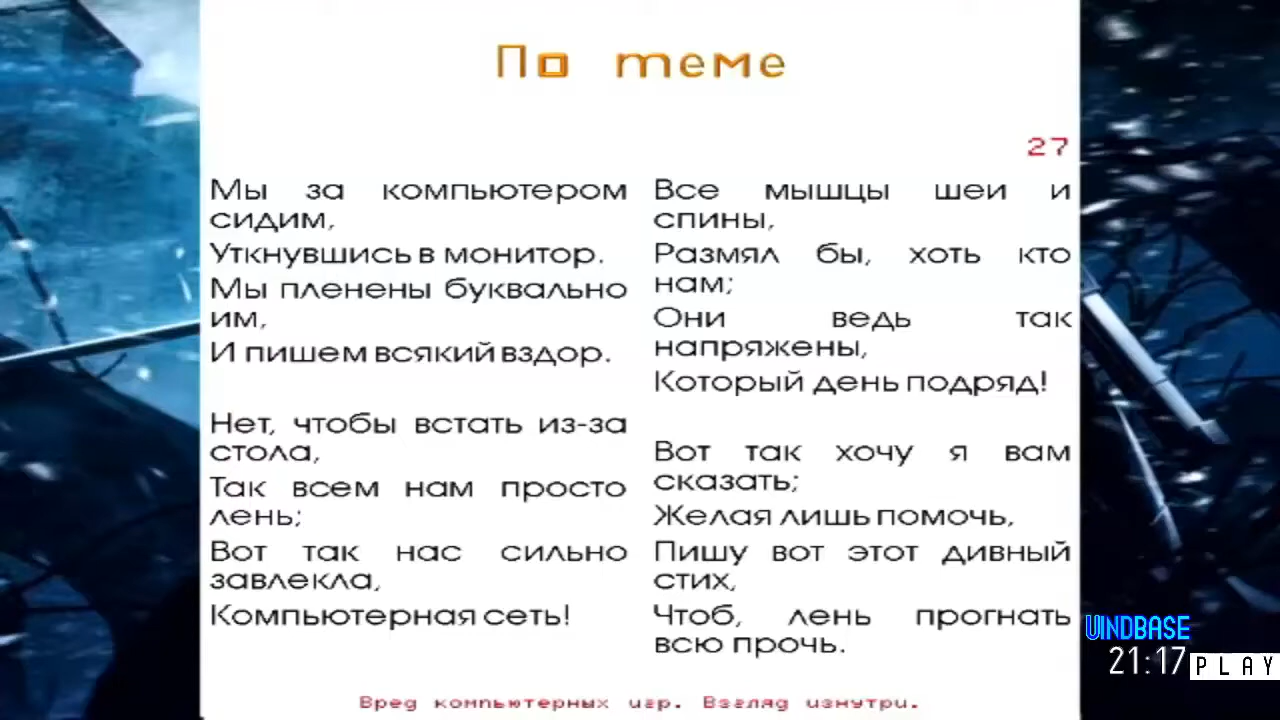 По теме
27
Мы за компьютером
сидим,
Уткнувшись в монитор.
Мы пленены буквально
им,
И пишем всякий вздор.
Нет, чтобы встать из-за
стола,
Так всем нам просто
лень;
Вот так нас сильно
завлекла,
Компьютерная сеть!
Все мышцы шеи и
спины,
Размял бы, хоть кто
нам;
Они ведь так
напряжены,
Который день подряд!
Вот так хочу я вам
сказать;
Желая лишь помочь,
Пишу вот этот дивный
стих,
Чтоб, лень прогнать
всю прочь.
Вред компьютерных игр. Взгляд изнутри.
UINDBASE
21:17
PLAY